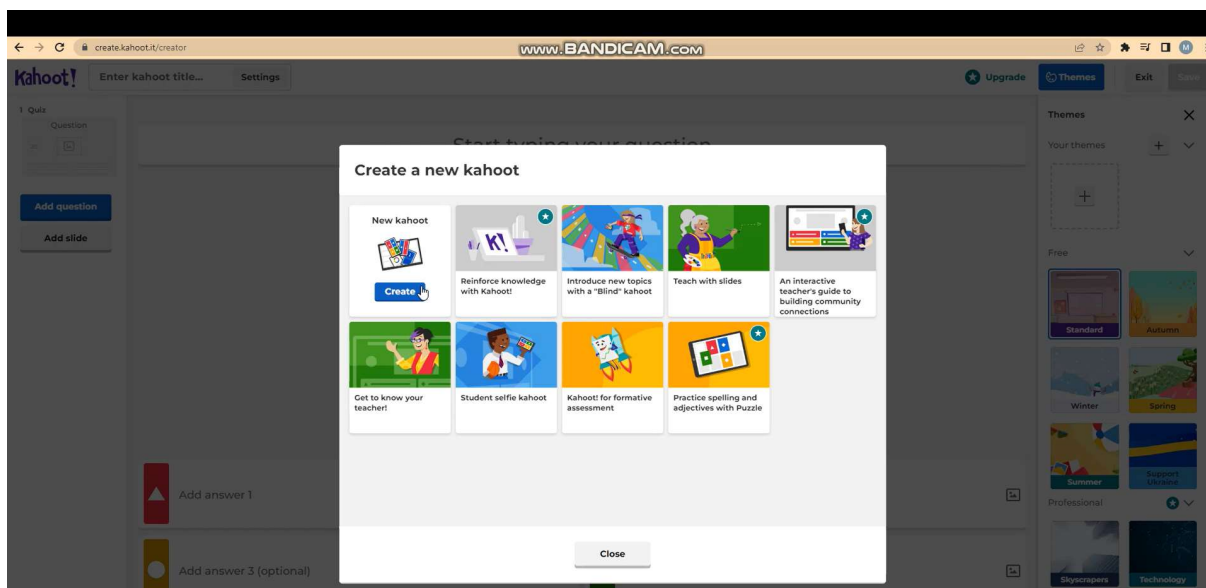 create.kahoot.it/creator
www.BANDICAM.com
M
Kahoot!
Enter kahoot title...
Settings
Upgrade
Themes
Exit
Save
1 Quiz
Question
Add question
Add slide
Start typing your question
Create a new kahoot
New kahoot
Create
K!
Reinforce knowledge
with Kahoot!
Introduce new topics
with a "Blind" kahoot
Teach with slides
An interactive
teacher's guide to
building community
connections
Get to know your
teacher!
Student selfie kahoot
Kahoot! for formative
assessment
Practice spelling and
adjectives with Puzzle
Close
Add answer 1
Add answer 3 (optional)
Themes
Your themes
Free
Standard
Autumn
Winter
Spring
Summer
Support
Ukraine
Professional
Skyscrapers
Technology